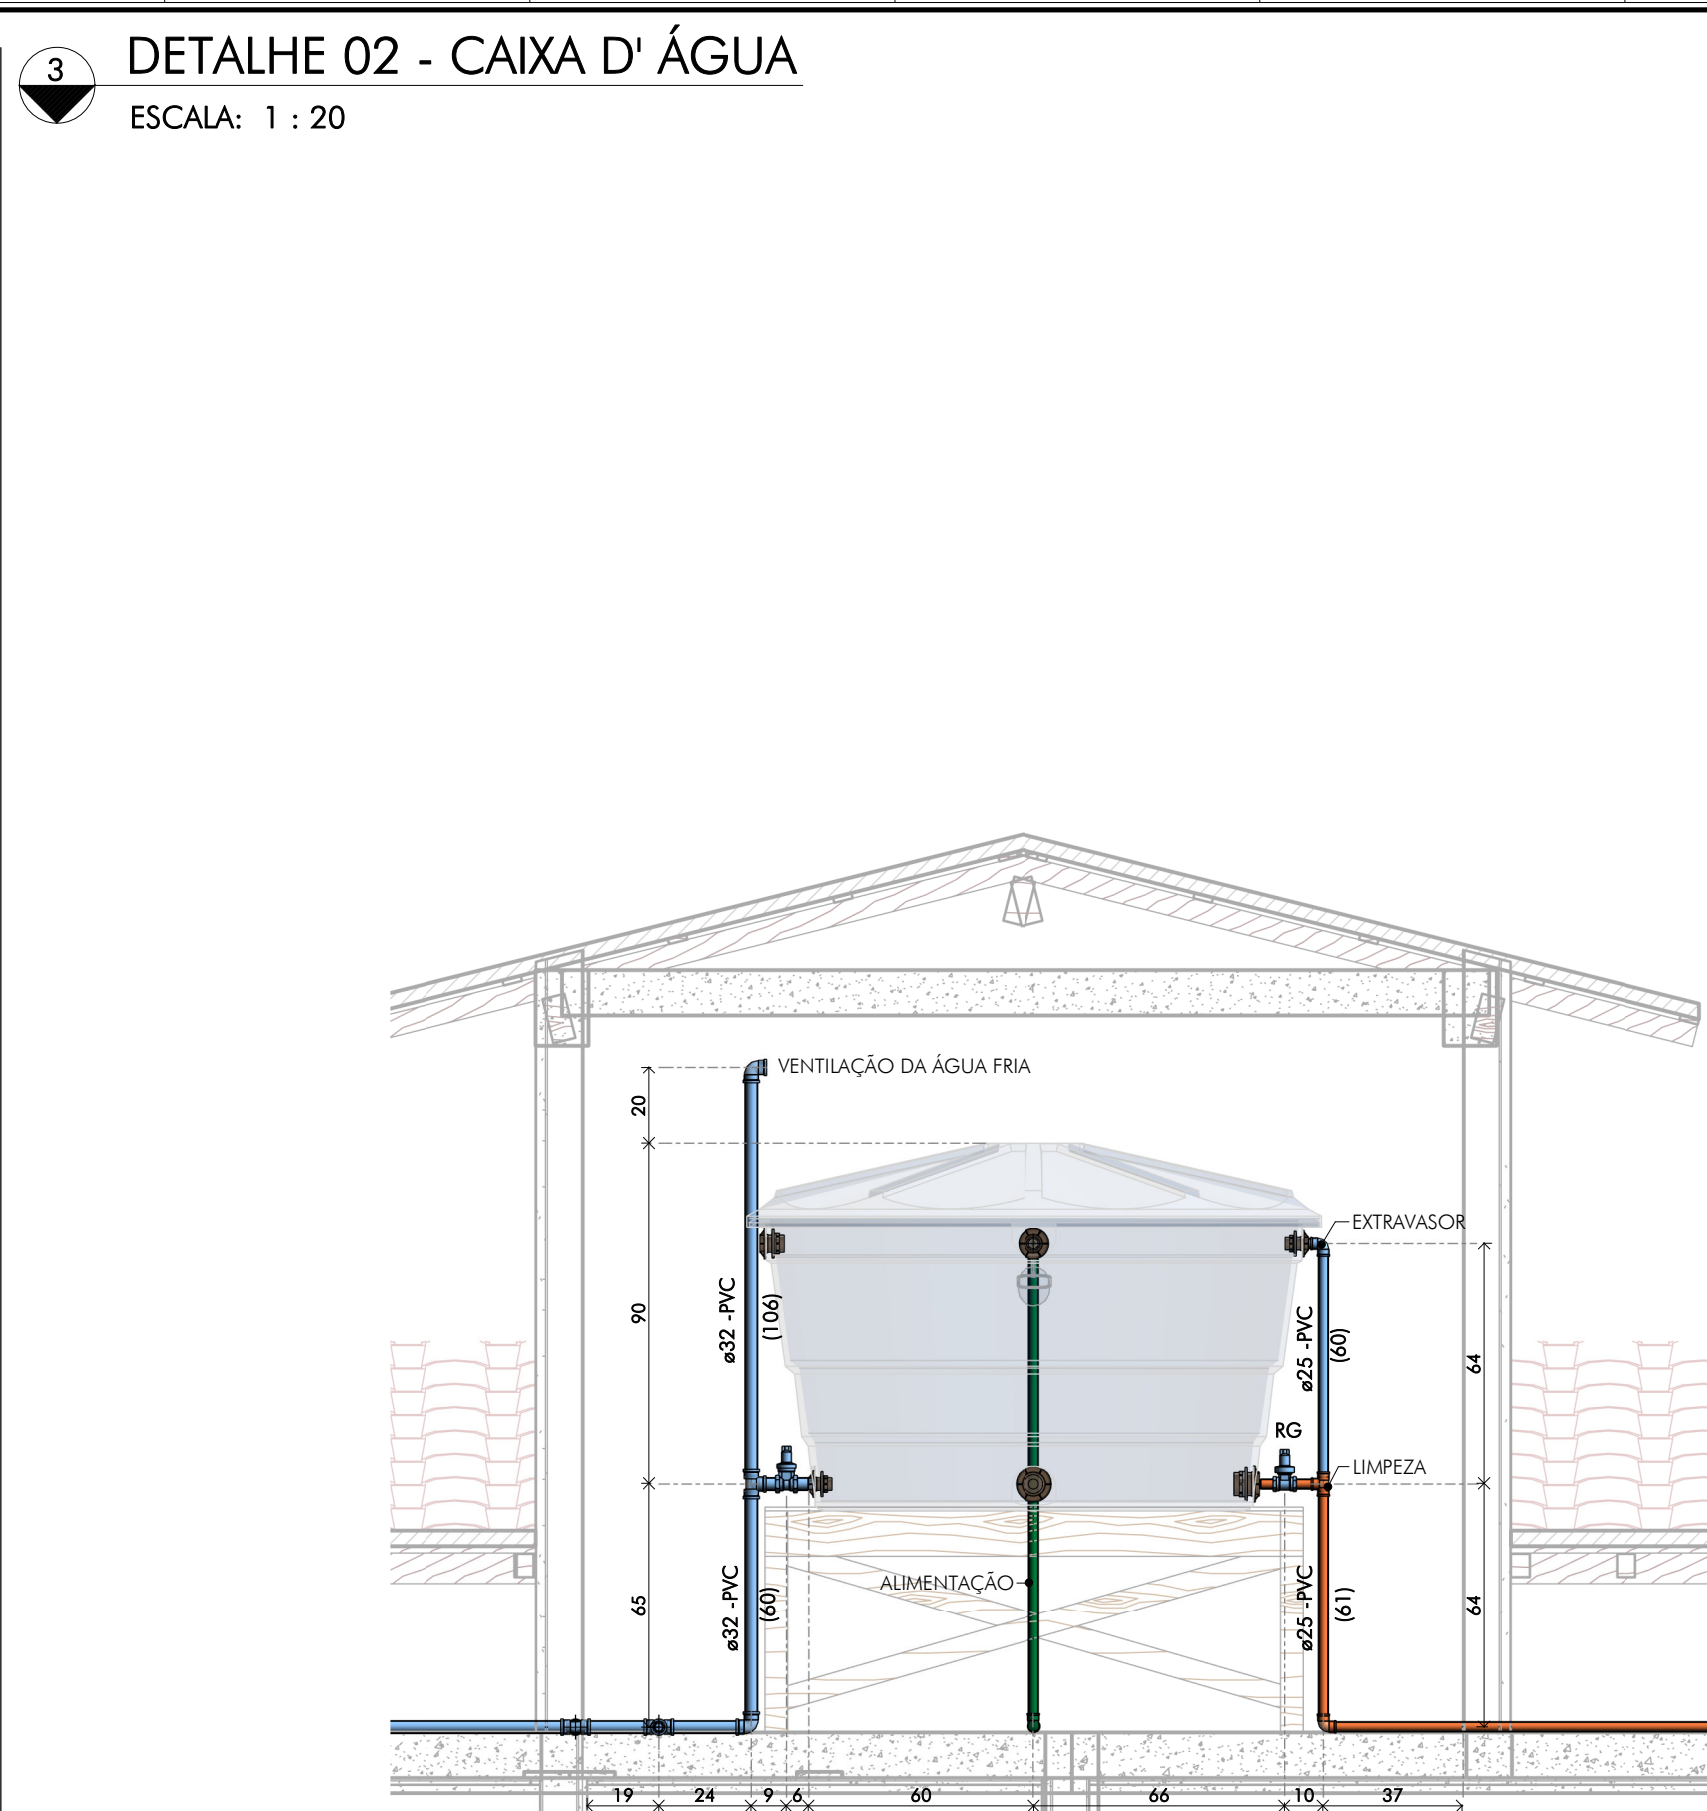 3
DETALHE 02 - CAIXA D' ÁGUA
ESCALA: 1 : 20
VENTILAÇÃO DA ÁGUA FRIA
20
EXTRAVASOR
90
ø32 -PVC
(106)
ø25 -PVC
(60)
64
RG
LIMPEZA
65
ø32 -PVC
(60)
ALIMENTAÇÃO
ø25 -PVC
(61)
64
19 24 9 6 60 66 10 37